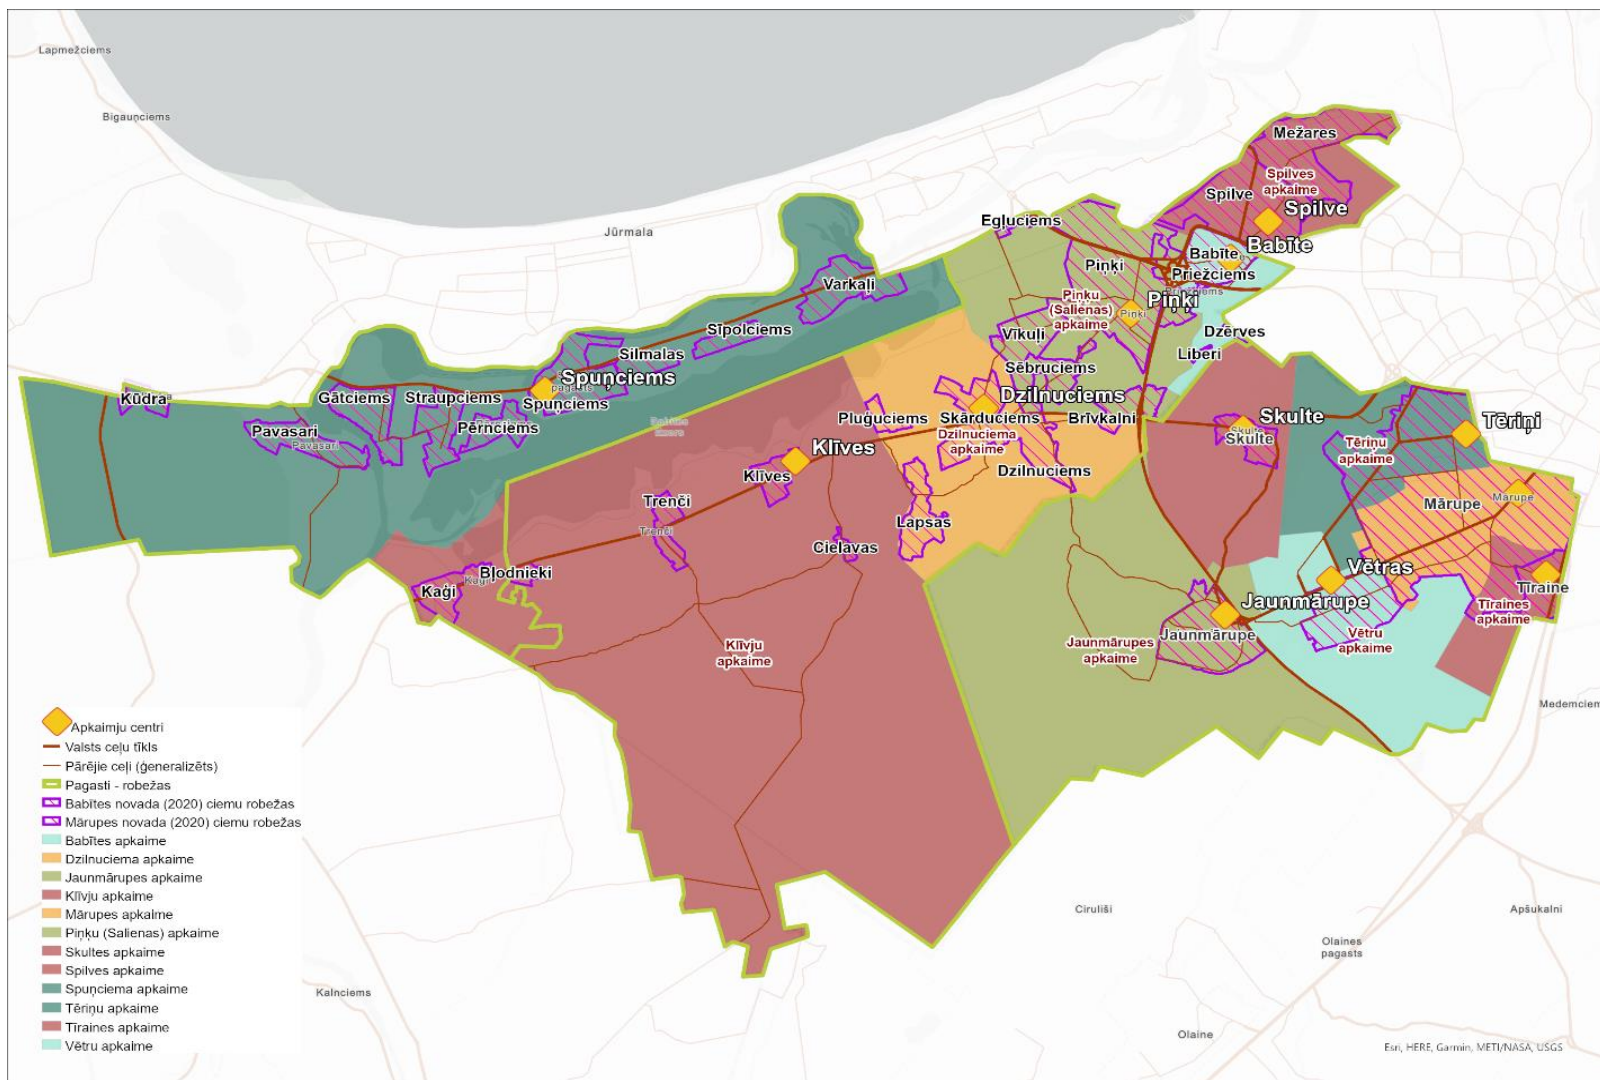 Lapmežciems
Bigauņciems
Jūrmala
Mežares
Spilves
apkaime
Spilve
Spilve
Egļuciems
Babīte
Babīte
Piņķi
Priežciems
Varkaļi
Piņķu
(Salienas)
apkaime
Piņķi
Piņķi
Sīpolciems
Vīkuļi
Dzērves
Silmalas
Liberi
Sēbruciems
Spuņciems
pagasts
Spuņciems
Kūdra
Gātciems
Straupciems
Dzilnuciems
Pavasari
Pavasari
Pērnciems
Pluģuciems
Skārduciems
Brīvkalni
Skulte
Skulte
Skulte
Tēriņi
Dzilnuciema
apkaime
Tēriņu
apkaime
Klīves
Klīves
Dzilnuciems
Trenči
Trenči
Mārupe
Mārupe
Lapsas
Cielavas
Bļodnieki
Kaģi
Kaģi
Vētras
Tīraine
Jaunmārupe
Jaunmārupe
Tīraines
apkaime
Vētru
apkaime
Jaunmārupes
apkaime
Klīvju
apkaime
Medemciem
Apkaimju centri
Valsts ceļu tīkls
Pārējie ceļi (ģeneralizēts)
Pagasti - robežas
Babītes novada (2020) ciemu robežas
Mārupes novada (2020) ciemu robežas
Babītes apkaime
Dzilnuciema apkaime
Jaunmārupes apkaime
Klīvju apkaime
Mārupes apkaime
Piņķu (Salienas) apkaime
Skultes apkaime
Spilves apkaime
Spuņciema apkaime
Tēriņu apkaime
Tīraines apkaime
Vētru apkaime
Ciruliši
Apšukalni
Olaines
pagasts
Kalnciems
Olaine
Esri, HERE, Garmin, METI/NASA, USGS